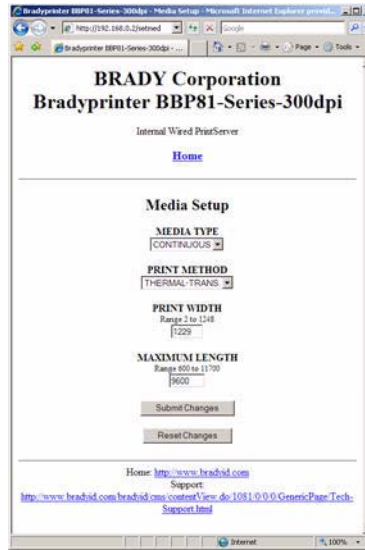 Bradyprinter BBP81-Series-300dpi - Media Setup - Microsoft Internet Explorer provid...
http://192.168.0.2/setmed
Google
Bradyprinter BBP81-Series-300dpi - ...
Page
Tools
BRADY Corporation
Bradyprinter BBP81-Series-300dpi
Internal Wired PrintServer
Home
Media Setup
MEDIA TYPE
CONTINUOUS
PRINT METHOD
THERMAL-TRANS.
PRINT WIDTH
Range 2 to 1248
1229
MAXIMUM LENGTH
Range 600 to 11700
9600
Submit Changes
Reset Changes
Home: http://www.bradyid.com
Support:
http://www.bradyid.com/bradyid/cms/contentView.do/1081/0/0/0/GenericPage/Tech-
Support.html
Internet
100%